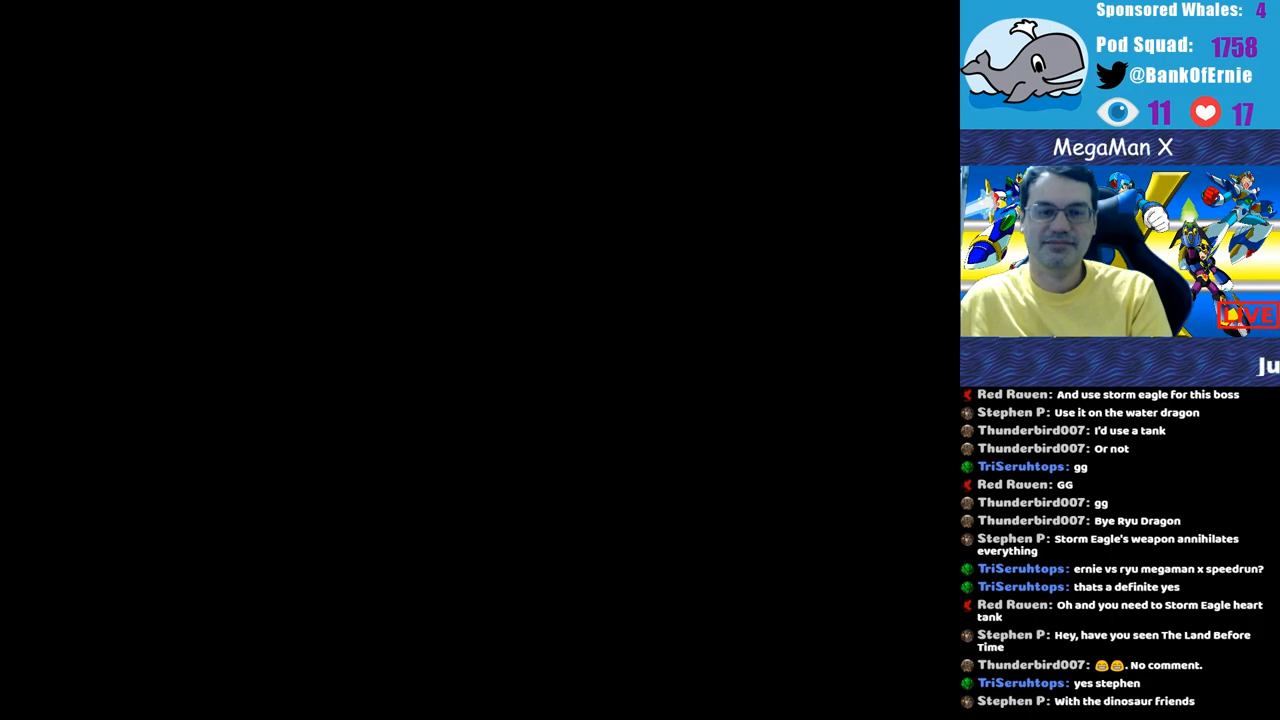 Sponsored Whales: 4
Pod Squad: 1758
@BankOfErnie
11 17
MegaMan X
LIVE
Ju
Red Raven: And use storm eagle for this boss
Stephen P: Use it on the water dragon
Thunderbird007: I'd use a tank
Thunderbird007: Or not
TriSeruhtops: gg
Red Raven: GG
Thunderbird007: gg
Thunderbird007: Bye Ryu Dragon
Stephen P: Storm Eagle's weapon annihilates
everything
TriSeruhtops: ernie vs ryu megaman x speedrun?
TriSeruhtops: thats a definite yes
Red Raven: Oh and you need to Storm Eagle heart
tank
Stephen P: Hey, have you seen The Land Before
Time
Thunderbird007: 😂😂. No comment.
TriSeruhtops: yes stephen
Stephen P: With the dinosaur friends